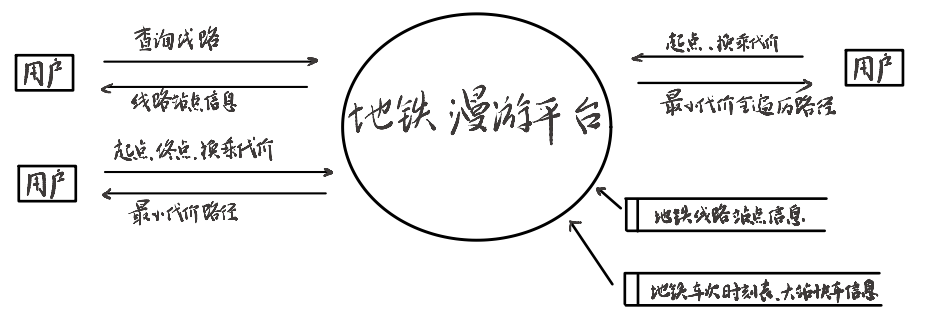 查询线路
用户
线路站点信息
起点、终点、换乘代价
用户
最小代价路径
地铁漫游平台
起点、换乘代价
用户
最小代价全遍历路径
地铁线路站点信息
地铁车次时刻表、大站快车信息